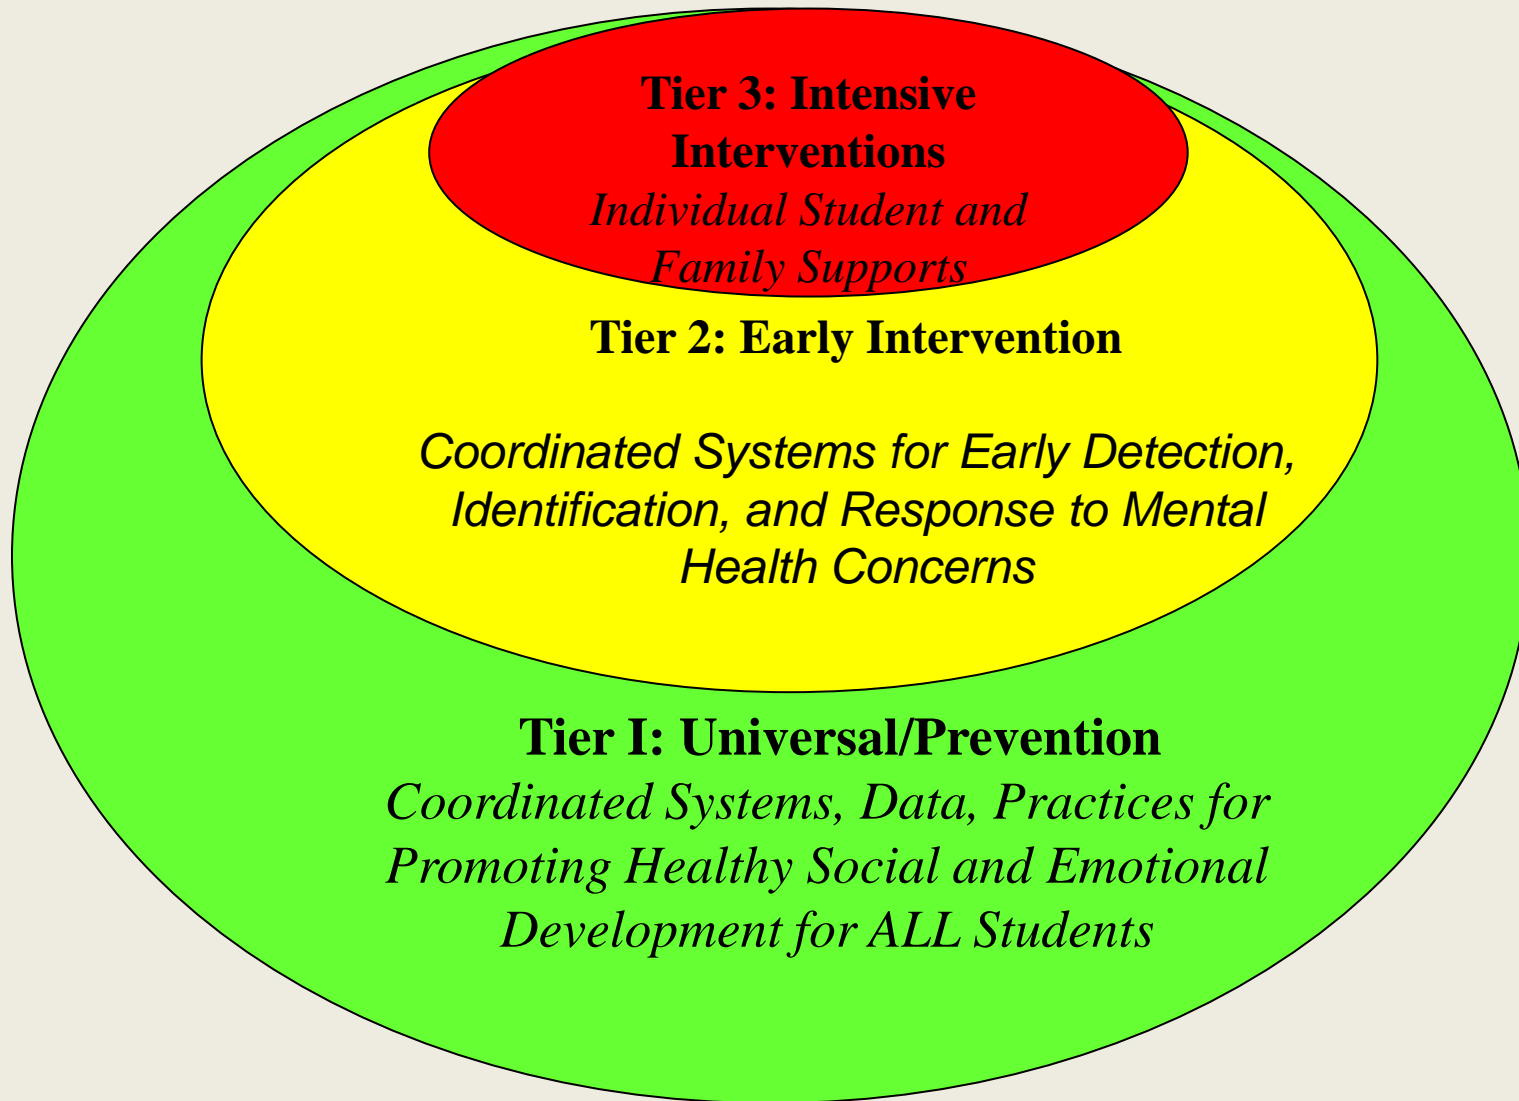 Tier 3: Intensive
Interventions
Individual Student and
Family Supports
Tier 2: Early Intervention
Coordinated Systems for Early Detection,
Identification, and Response to Mental
Health Concerns
Tier I: Universal/Prevention
Coordinated Systems, Data, Practices for
Promoting Healthy Social and Emotional
Development for ALL Students